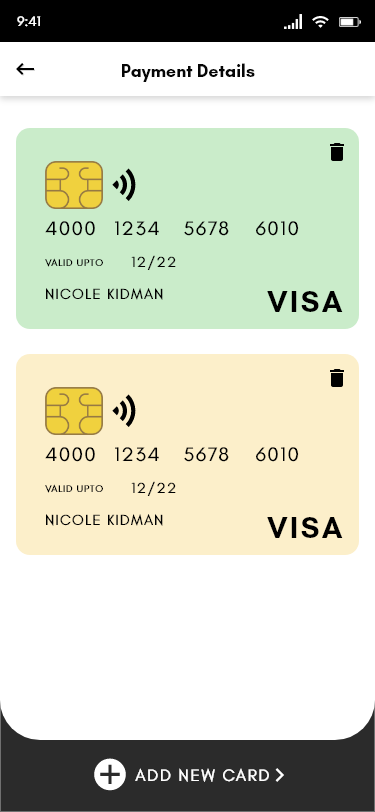 9:41
Payment Details
4000 1234 5678 6010
VALID UPTO 12/22
NICOLE KIDMAN
VISA
4000 1234 5678 6010
VALID UPTO 12/22
NICOLE KIDMAN
VISA
ADD NEW CARD